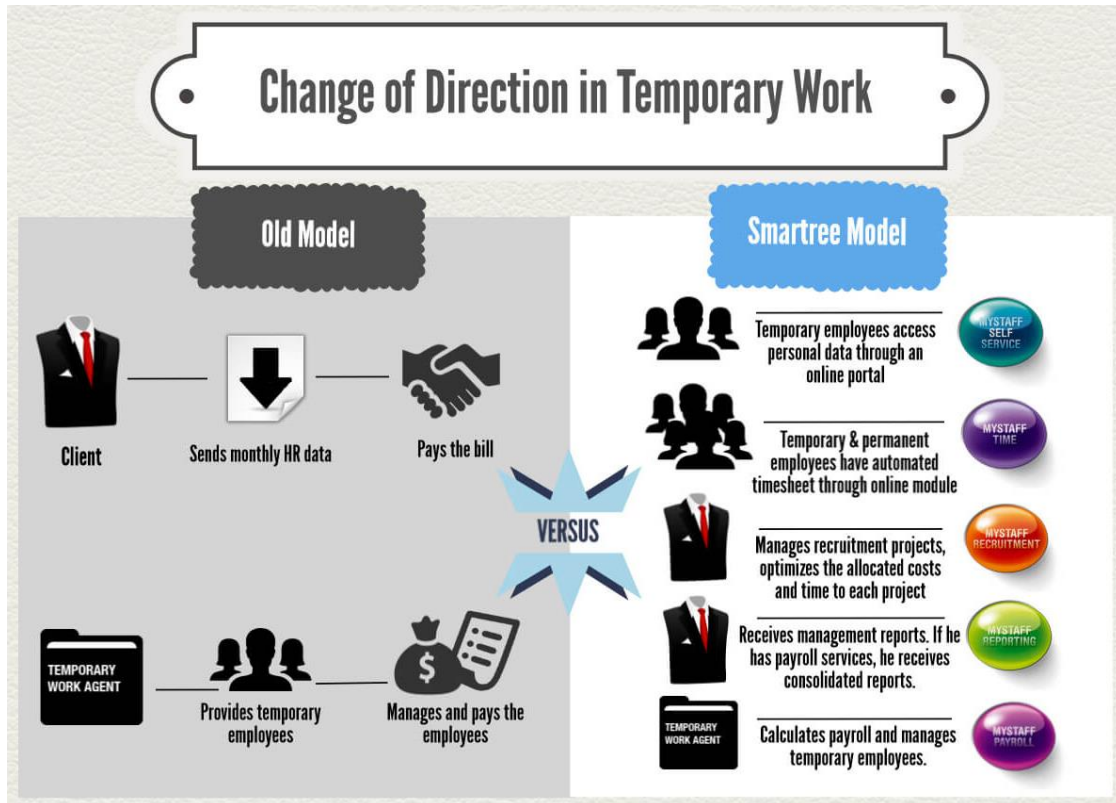 Change of Direction in Temporary Work
Old Model
Client
Sends monthly HR data
Pays the bill
TEMPORARY
WORK AGENT
Provides temporary
employees
Manages and pays the
employees
VERSUS
Smartree Model
Temporary employees access
personal data through an
online portal
MYSTAFF
SELF
SERVICE
Temporary & permanent
employees have automated
timesheet through online module
MYSTAFF
TIME
Manages recruitment projects,
optimizes the allocated costs
and time to each project
MYSTAFF
RECRUITMENT
Receives management reports. If he
has payroll services, he receives
consolidated reports.
MYSTAFF
REPORTING
TEMPORARY
WORK AGENT
Calculates payroll and manages
temporary employees.
MYSTAFF
PAYROLL